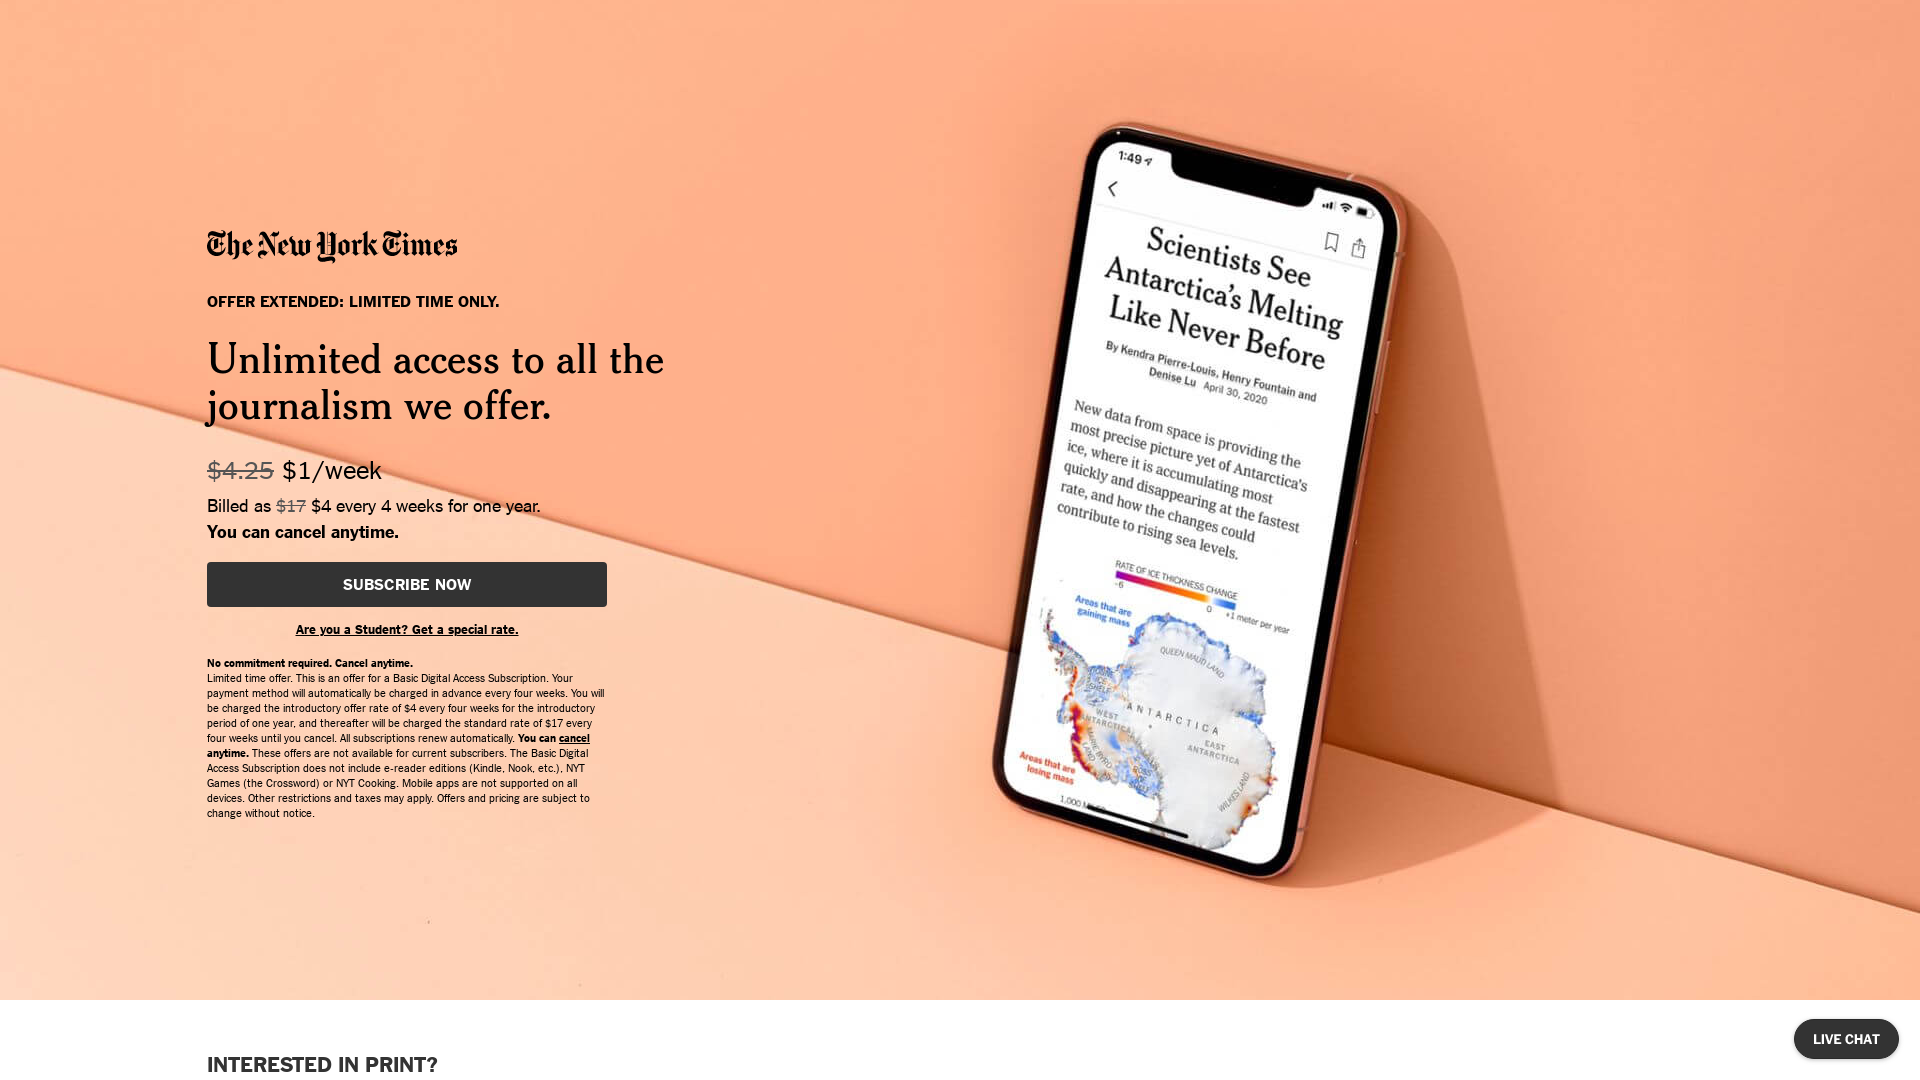 The New York Times
OFFER EXTENDED: LIMITED TIME ONLY.
Unlimited access to all the
journalism we offer.
$4.25 $1/week
Billed as $17 $4 every 4 weeks for one year.
You can cancel anytime.
SUBSCRIBE NOW
Are you a Student? Get a special rate.
No commitment required. Cancel anytime.
Limited time offer. This is an offer for a Basic Digital Access Subscription. Your
payment method will automatically be charged in advance every four weeks. You will
be charged the introductory offer rate of $4 every four weeks for the introductory
period of one year, and thereafter will be charged the standard rate of $17 every
four weeks until you cancel. All subscriptions renew automatically. You can cancel
anytime. These offers are not available for current subscribers. The Basic Digital
Access Subscription does not include e-reader editions (Kindle, Nook, etc.), NYT
Games (the Crossword) or NYT Cooking. Mobile apps are not supported on all
devices. Other restrictions and taxes may apply. Offers and pricing are subject to
change without notice.
1:49
Scientists See
Antarctica's Melting
Like Never Before
By Kendra Pierre-Louis, Henry Fountain and
Denise Lu April 30, 2020
New data from space is providing the
most precise picture yet of Antarctica's
ice, where it is accumulating most
quickly and disappearing at the fastest
rate, and how the changes could
contribute to rising sea levels.
RATE OF ICE THICKNESS CHANGE
-6 0 +1 meter per year
Areas that are
gaining mass
QUEEN MAUD LAND
SHELF
WEST
ANTARCTICA
ANTARCTICA
EAST
ANTARCTICA
MARIE BYRD
LAND
WILKES LAND
Areas that are
losing mass
1,000
INTERESTED IN PRINT?
LIVE CHAT